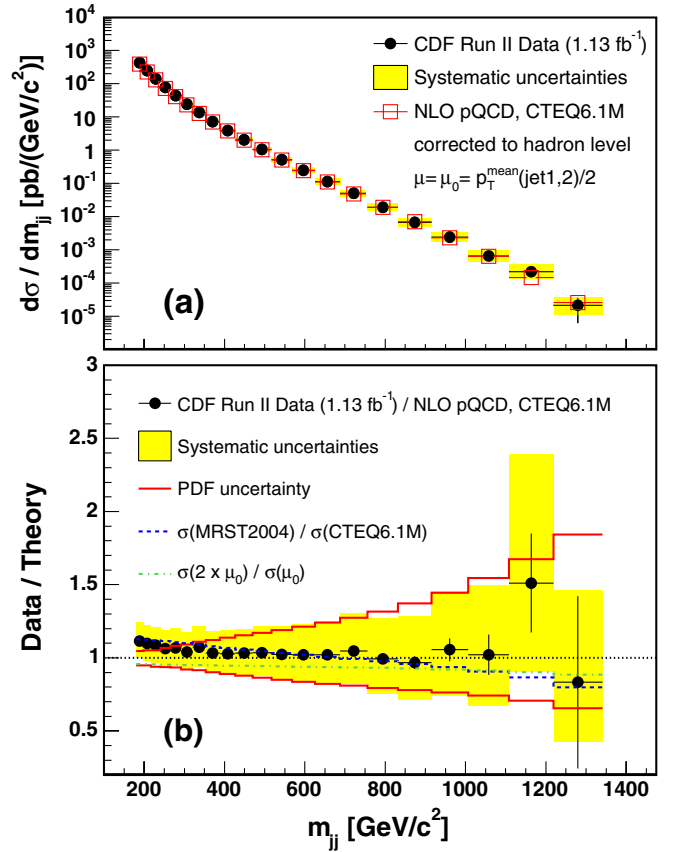 10⁴
10³
10²
10
1
10⁻¹
10⁻²
10⁻³
10⁻⁴
10⁻⁵
dσ / dm_jj [pb/(GeV/c²)]
CDF Run II Data (1.13 fb⁻¹)
Systematic uncertainties
NLO pQCD, CTEQ6.1M
corrected to hadron level
μ= μ₀= p_T^mean(jet1,2)/2
(a)
3
2.5
2
1.5
1
0.5
Data / Theory
CDF Run II Data (1.13 fb⁻¹) / NLO pQCD, CTEQ6.1M
Systematic uncertainties
PDF uncertainty
σ(MRST2004) / σ(CTEQ6.1M)
σ(2 x μ₀) / σ(μ₀)
(b)
200 400 600 800 1000 1200 1400
m_jj [GeV/c²]